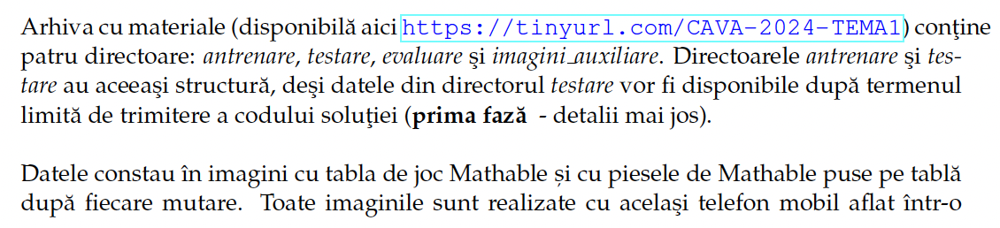 Arhiva cu materiale (disponibilă aici https://tinyurl.com/CAVA-2024-TEMA1) conţine
patru directoare: antrenare, testare, evaluare şi imagini_auxiliare. Directoarele antrenare şi tes-
tare au aceeaşi structură, deşi datele din directorul testare vor fi disponibile după termenul
limită de trimitere a codului soluţiei (prima fază - detalii mai jos).
Datele constau în imagini cu tabla de joc Mathable și cu piesele de Mathable puse pe tablă
după fiecare mutare. Toate imaginile sunt realizate cu acelaşi telefon mobil aflat într-o